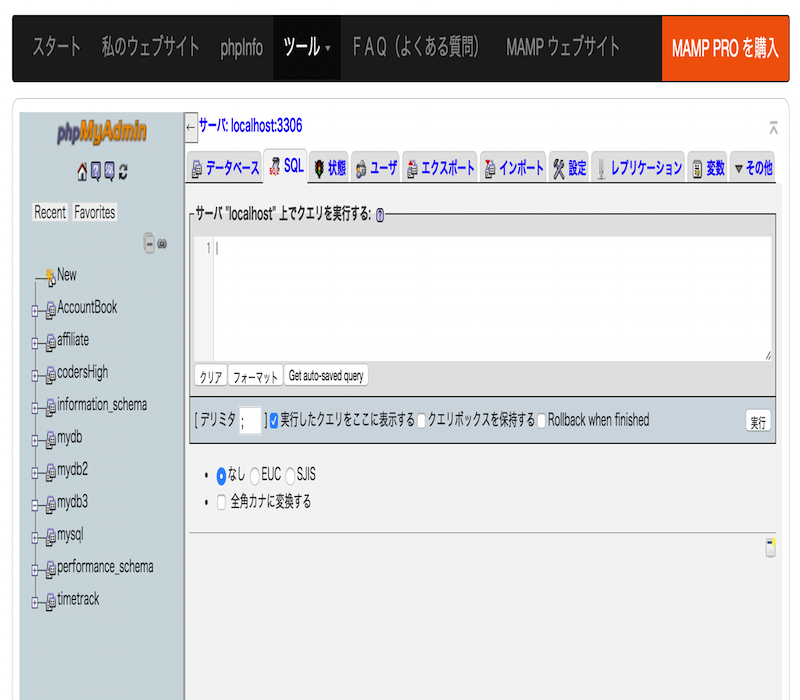 スタート 私のウェブサイト phpInfo ツール FAQ（よくある質問） MAMP ウェブサイト MAMP PRO を購入
phpMyAdmin
Recent Favorites
New
AccountBook
affiliate
codersHigh
information_schema
mydb
mydb2
mydb3
mysql
performance_schema
timetrack
サーバ: localhost:3306
データベース SQL 状態 ユーザ エクスポート インポート 設定 レプリケーション 変数 その他
サーバ "localhost" 上でクエリを実行する:
1
クリア フォーマット Get auto-saved query
[ デリミタ ; ] 実行したクエリをここに表示する クエリボックスを保持する Rollback when finished 実行
なし EUC SJIS
全角カナに変換する